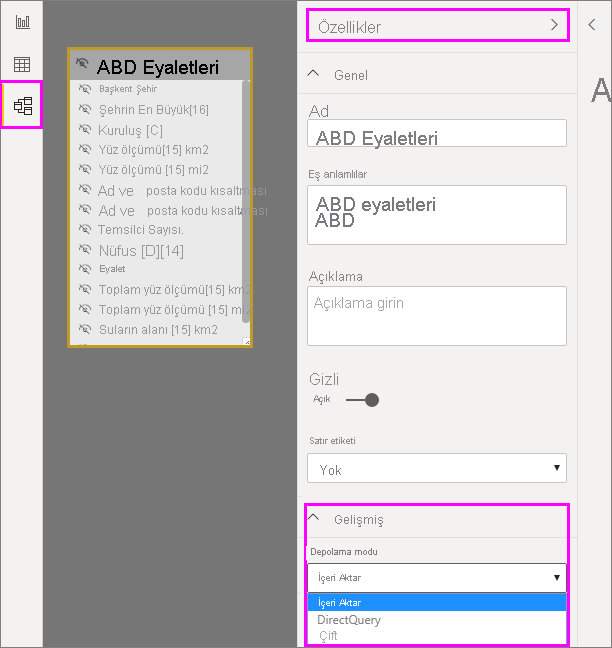 ABD Eyaletleri
Başkent Şehir
Şehrin En Büyük[16]
Kuruluş [C]
Yüz ölçümü[15] km2
Yüz ölçümü [15] mi2
Ad ve posta kodu kısaltması
Ad ve posta kodu kısaltması
Temsilci Sayısı.
Nüfus [D][14]
Eyalet
Toplam yüz ölçümü[15] km2
Toplam yüz ölçümü [15] mi2
Suların alanı [15] km2
Özellikler
Genel
Ad
ABD Eyaletleri
Eş anlamlılar
ABD eyaletleri
ABD
Açıklama
Açıklama girin
Gizli
Açık
Satır etiketi
Yok
Gelişmiş
Depolama modu
İçeri Aktar
İçeri Aktar
DirectQuery
Çift
A